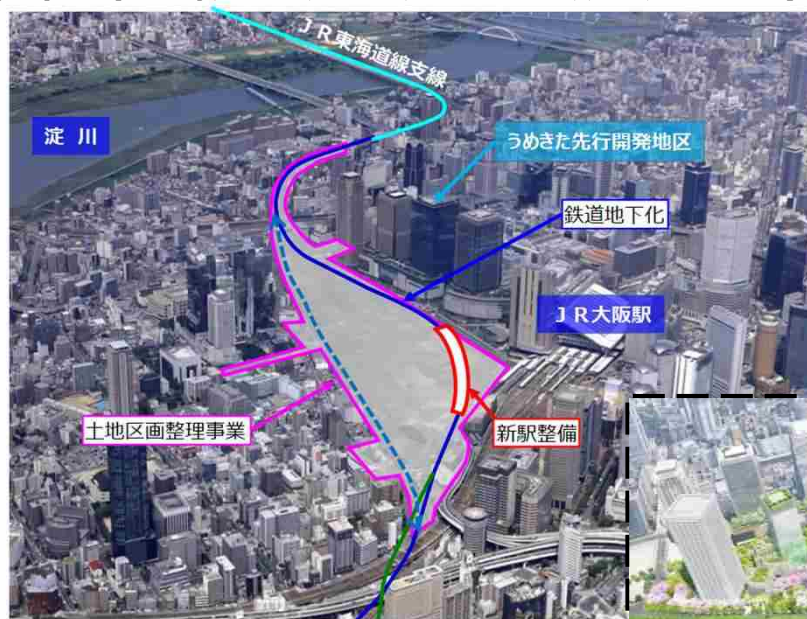 JR東海道線支線
淀 川
うめきた先行開発地区
鉄道地下化
JR大阪駅
土地区画整理事業
新駅整備